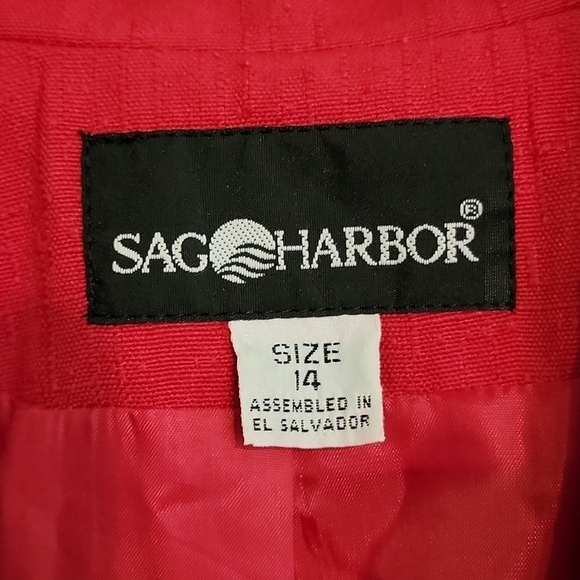 SAG HARBOR®
SIZE
14
ASSEMBLED IN
EL SALVADOR